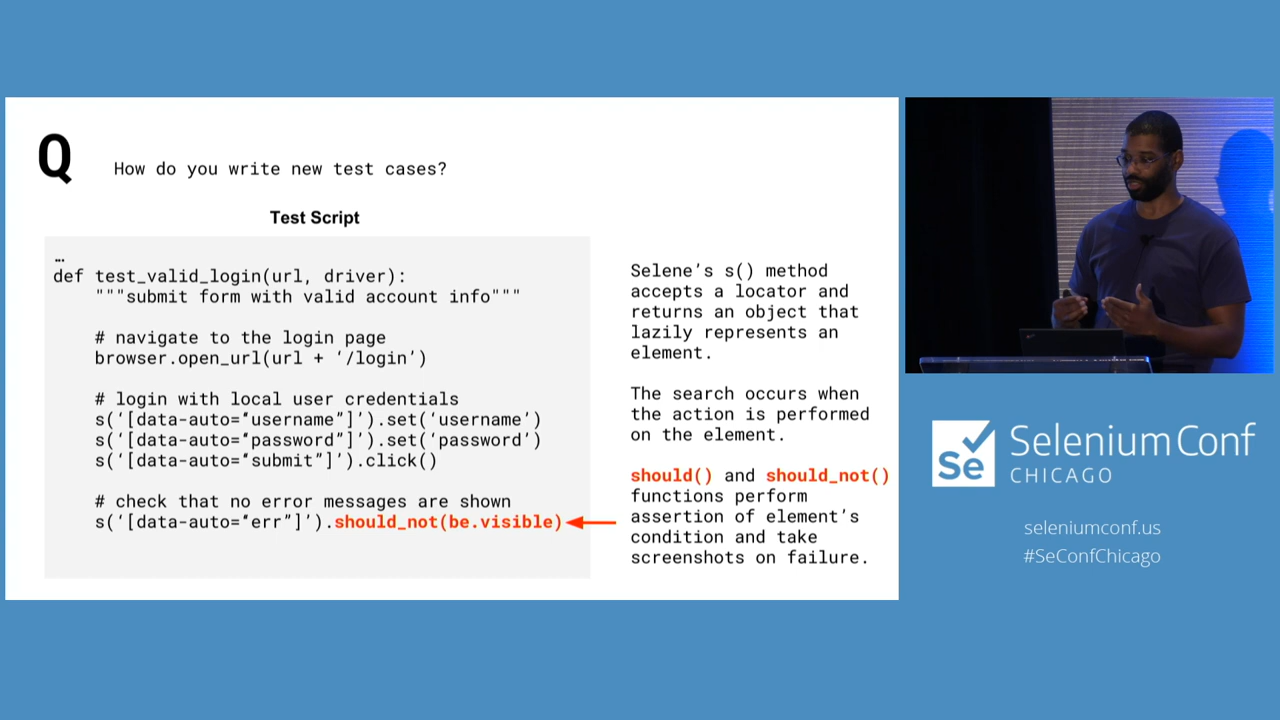 Q
How do you write new test cases?
Test Script
…
def test_valid_login(url, driver):
"""submit form with valid account info"""
# navigate to the login page
browser.open_url(url + ‘/login’)
# login with local user credentials
s(‘[data-auto=“username”]’).set(‘username’)
s(‘[data-auto=“password”]’).set(‘password’)
s(‘[data-auto=“submit”]’).click()
# check that no error messages are shown
s(‘[data-auto=“err”]’).should_not(be.visible)
Selene’s s() method
accepts a locator and
returns an object that
lazily represents an
element.
The search occurs when
the action is performed
on the element.
should() and should_not()
functions perform
assertion of element’s
condition and take
screenshots on failure.
Se
SeleniumConf
CHICAGO
seleniumconf.us
#SeConfChicago